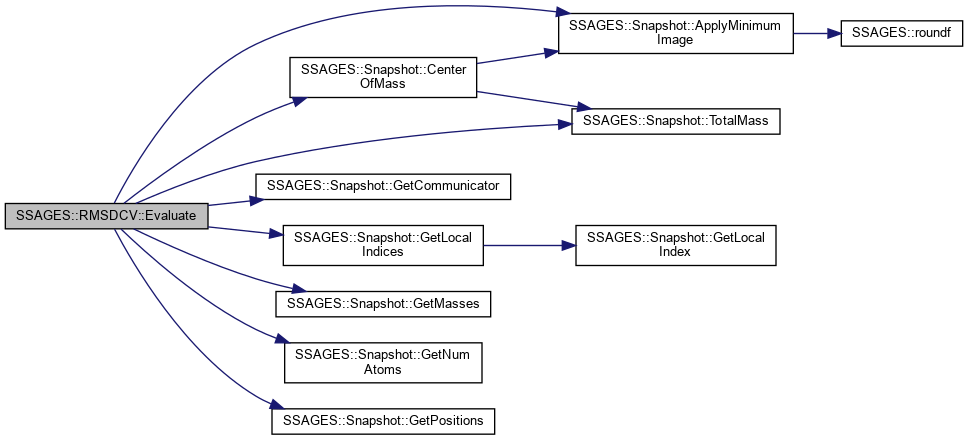 SSAGES::RMSDCV::Evaluate
SSAGES::Snapshot::ApplyMinimum
Image
SSAGES::roundf
SSAGES::Snapshot::Center
OfMass
SSAGES::Snapshot::TotalMass
SSAGES::Snapshot::GetCommunicator
SSAGES::Snapshot::GetLocal
Indices
SSAGES::Snapshot::GetLocal
Index
SSAGES::Snapshot::GetMasses
SSAGES::Snapshot::GetNum
Atoms
SSAGES::Snapshot::GetPositions